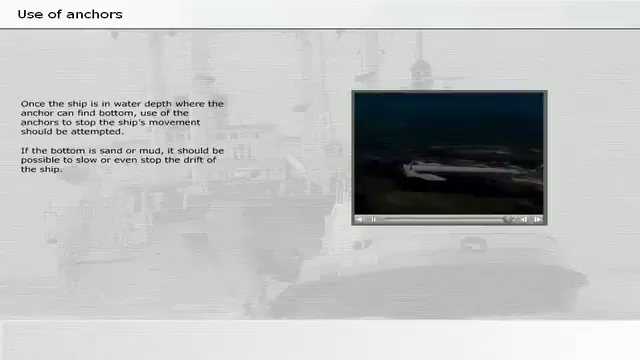 Use of anchors
Once the ship is in water depth where the
anchor can find bottom, use of the
anchors to stop the ship's movement
should be attempted.
If the bottom is sand or mud, it should be
possible to slow or even stop the drift of
the ship.